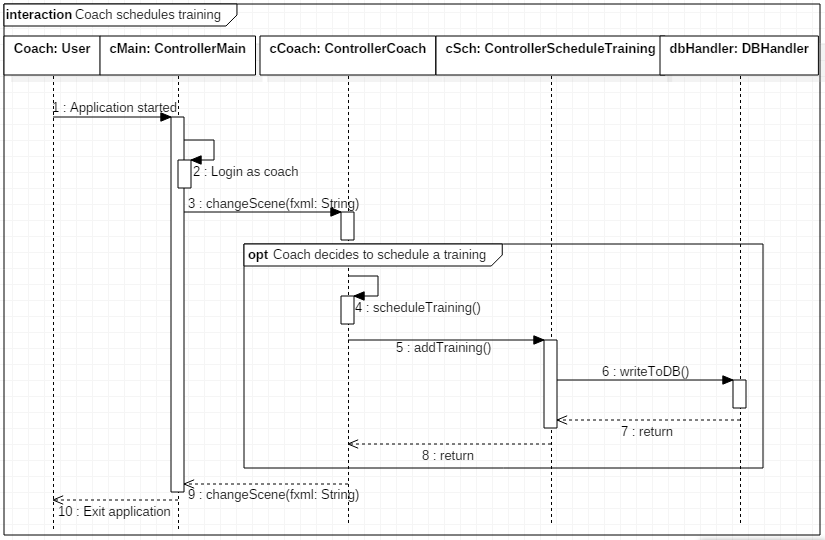 interaction Coach schedules training
Coach: User
cMain: ControllerMain
cCoach: ControllerCoach
cSch: ControllerScheduleTraining
dbHandler: DBHandler
1 : Application started
2 : Login as coach
3 : changeScene(fxml: String)
opt Coach decides to schedule a training
4 : scheduleTraining()
5 : addTraining()
6 : writeToDB()
7 : return
8 : return
9 : changeScene(fxml: String)
10 : Exit application